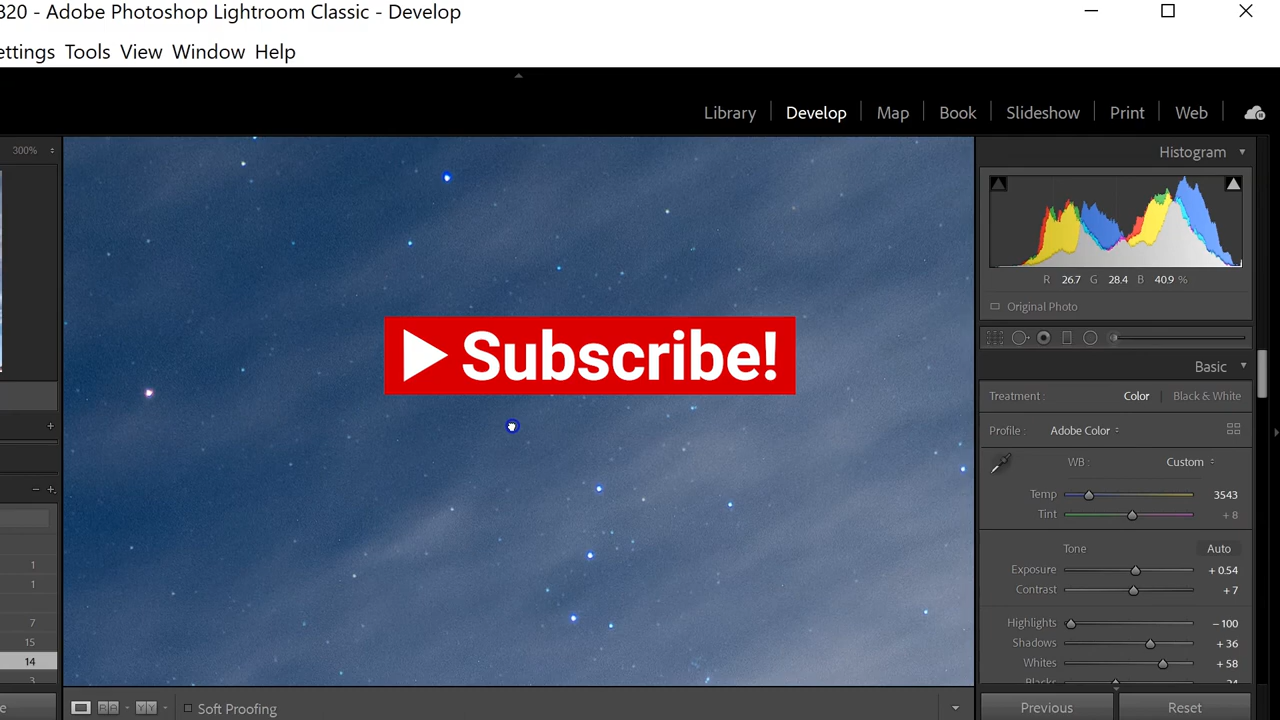 320 - Adobe Photoshop Lightroom Classic - Develop
ettings Tools View Window Help
Library Develop Map Book Slideshow Print Web
300%
Histogram
R 26.7 G 28.4 B 40.9 %
Original Photo
Subscribe!
Basic
Treatment : Color Black & White
Profile : Adobe Color
WB : Custom
Temp 3543
Tint + 8
Tone Auto
Exposure + 0.54
Contrast + 7
Highlights - 100
Shadows + 36
Whites + 58
1
1
7
15
14
3
Soft Proofing
Previous Reset